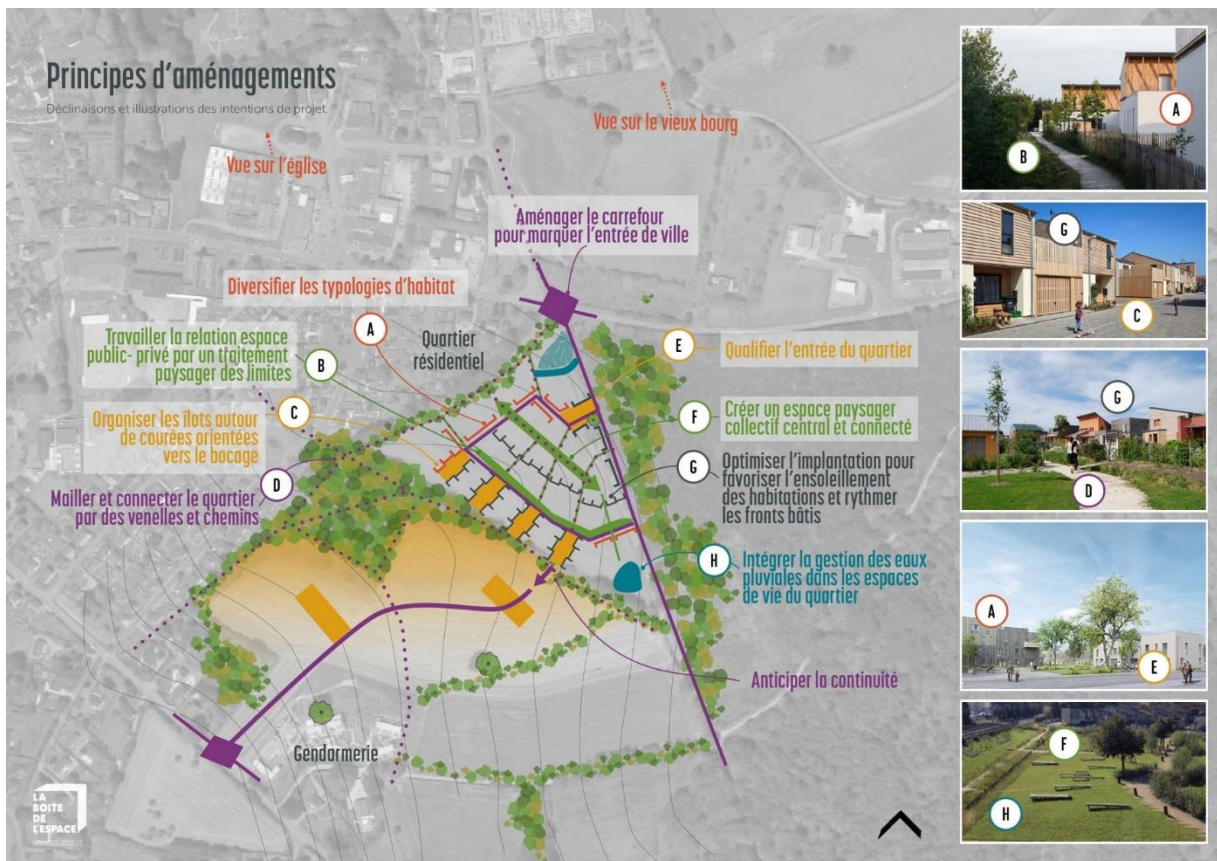 Principes d'aménagements
Déclinaisons et illustrations des intentions de projet.
Vue sur l'église
Vue sur le vieux bourg
Aménager le carrefour
pour marquer l'entrée de ville
Diversifier les typologies d'habitat
A
Travailler la relation espace
public- privé par un traitement
paysager des limites
B
Quartier
résidentiel
E
Qualifier l'entrée du quartier
Organiser les îlots autour
de courées orientées
vers le bocage
C
F
Créer un espace paysager
collectif central et connecté
D
Mailler et connecter le quartier
par des venelles et chemins
G
Optimiser l'implantation pour
favoriser l'ensoleillement
des habitations et rythmer
les fronts bâtis
H
Intégrer la gestion des eaux
pluviales dans les espaces
de vie du quartier
Anticiper la continuité
Gendarmerie
LA
BOITE
DE
L'ESPACE
A
B
G
C
G
D
A
E
F
H